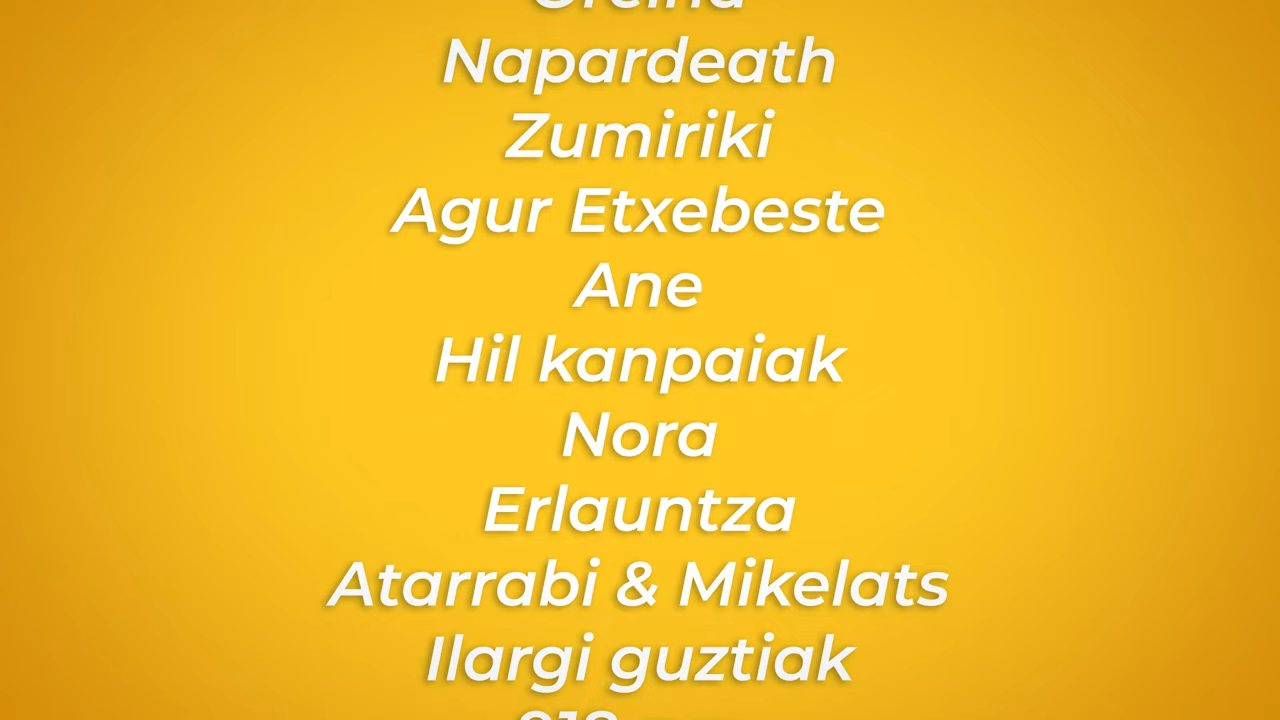 Napardeath
Zumiriki
Agur Etxebeste
Ane
Hil kanpaiak
Nora
Erlauntza
Atarrabi & Mikelats
Ilargi guztiak